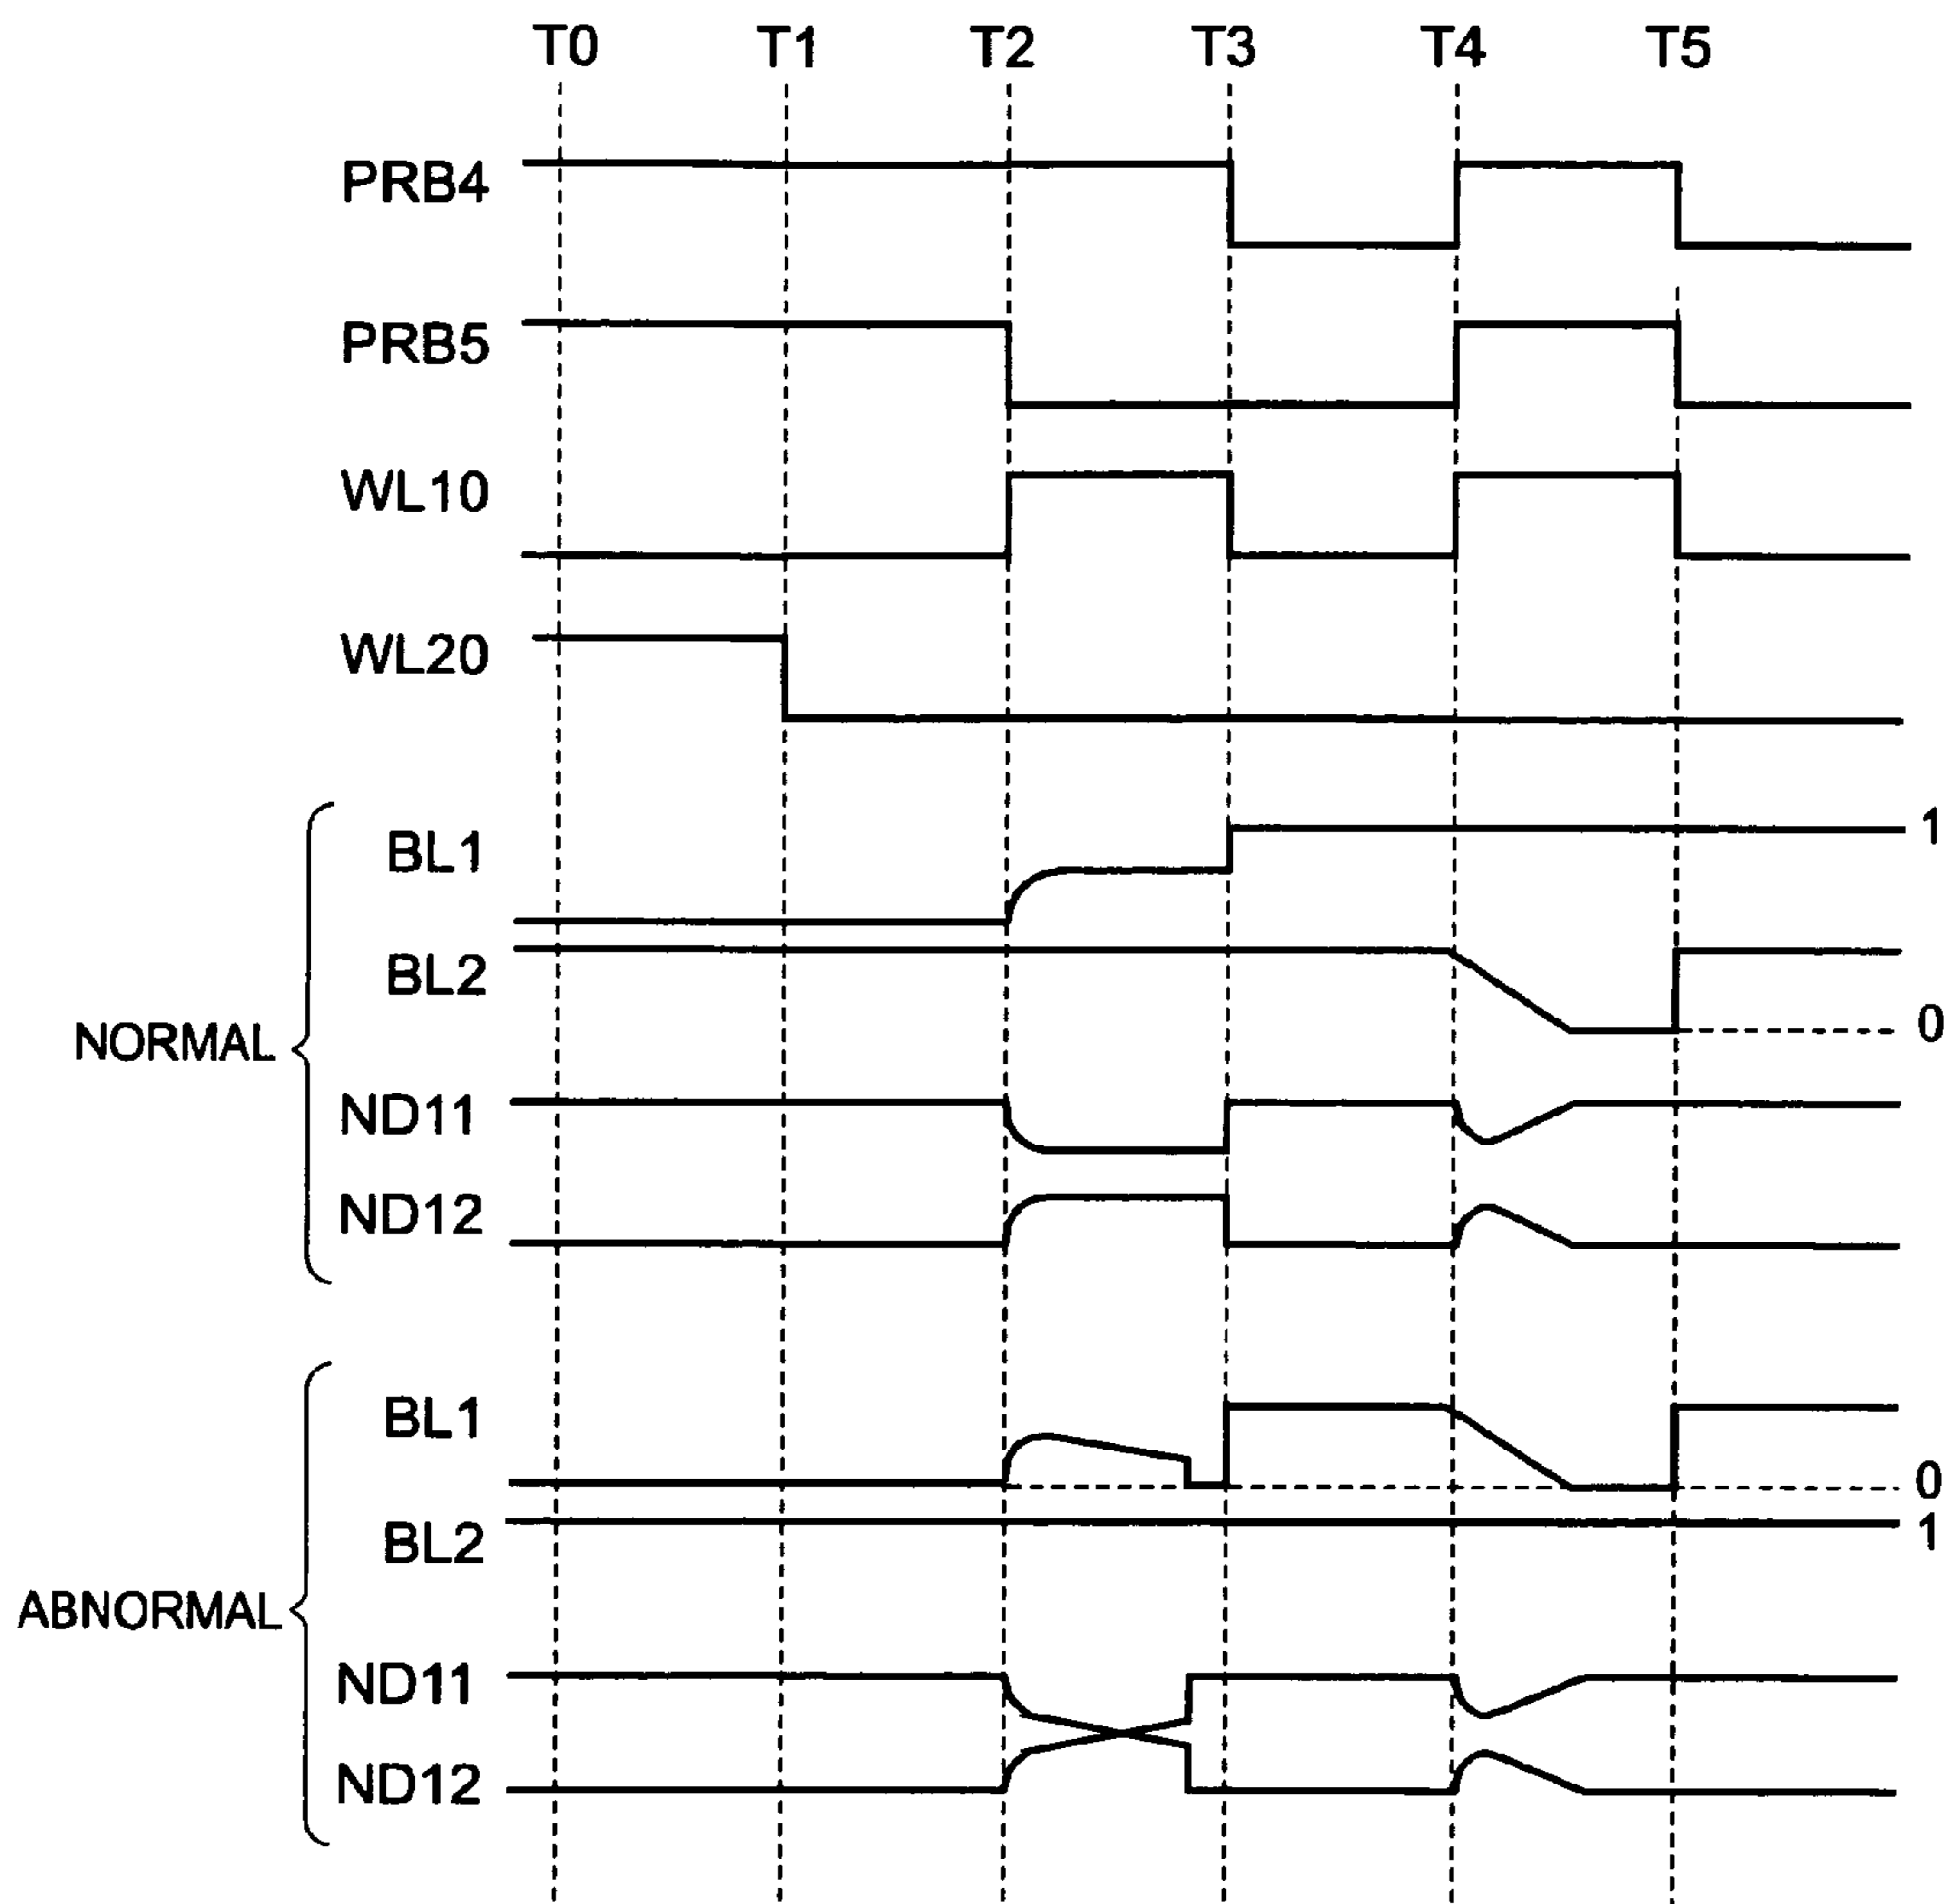 T0 T1 T2 T3 T4 T5
PRB4
PRB5
WL10
WL20
NORMAL
BL1 1
BL2 0
ND11
ND12
ABNORMAL
BL1 0
BL2 1
ND11
ND12